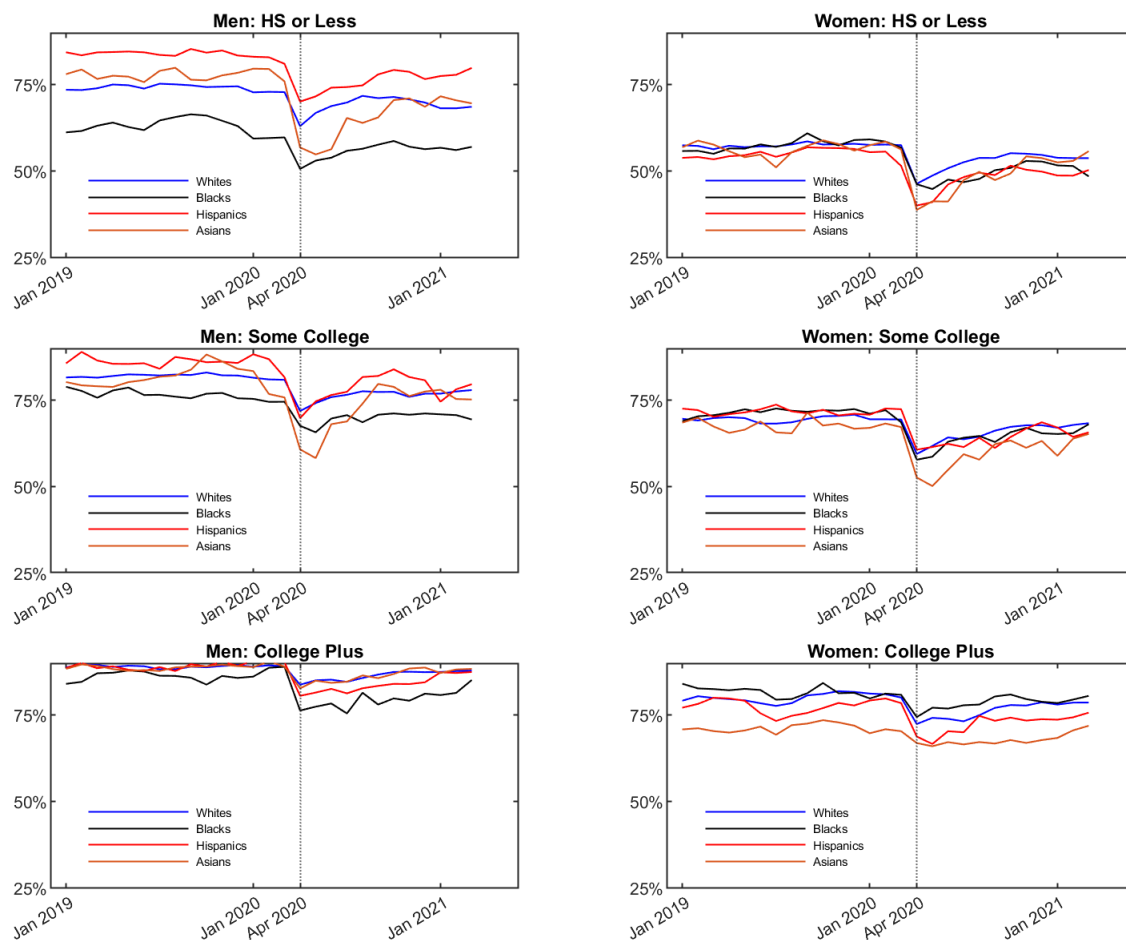 Men: HS or Less
75%
50%
25%
Whites
Blacks
Hispanics
Asians
Jan 2019
Jan 2020
Apr 2020
Jan 2021
Women: HS or Less
75%
50%
25%
Whites
Blacks
Hispanics
Asians
Jan 2019
Jan 2020
Apr 2020
Jan 2021
Men: Some College
75%
50%
25%
Whites
Blacks
Hispanics
Asians
Jan 2019
Jan 2020
Apr 2020
Jan 2021
Women: Some College
75%
50%
25%
Whites
Blacks
Hispanics
Asians
Jan 2019
Jan 2020
Apr 2020
Jan 2021
Men: College Plus
75%
50%
25%
Whites
Blacks
Hispanics
Asians
Jan 2019
Jan 2020
Apr 2020
Jan 2021
Women: College Plus
75%
50%
25%
Whites
Blacks
Hispanics
Asians
Jan 2019
Jan 2020
Apr 2020
Jan 2021